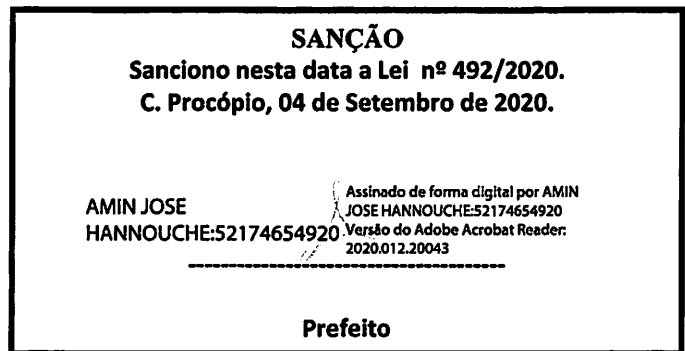 SANÇÃO
Sanciono nesta data a Lei nº 492/2020.
C. Procópio, 04 de Setembro de 2020.
AMIN JOSE
HANNOUCHE:52174654920
Assinado de forma digital por AMIN
JOSE HANNOUCHE:52174654920
Versão do Adobe Acrobat Reader:
2020.012.20043
Prefeito